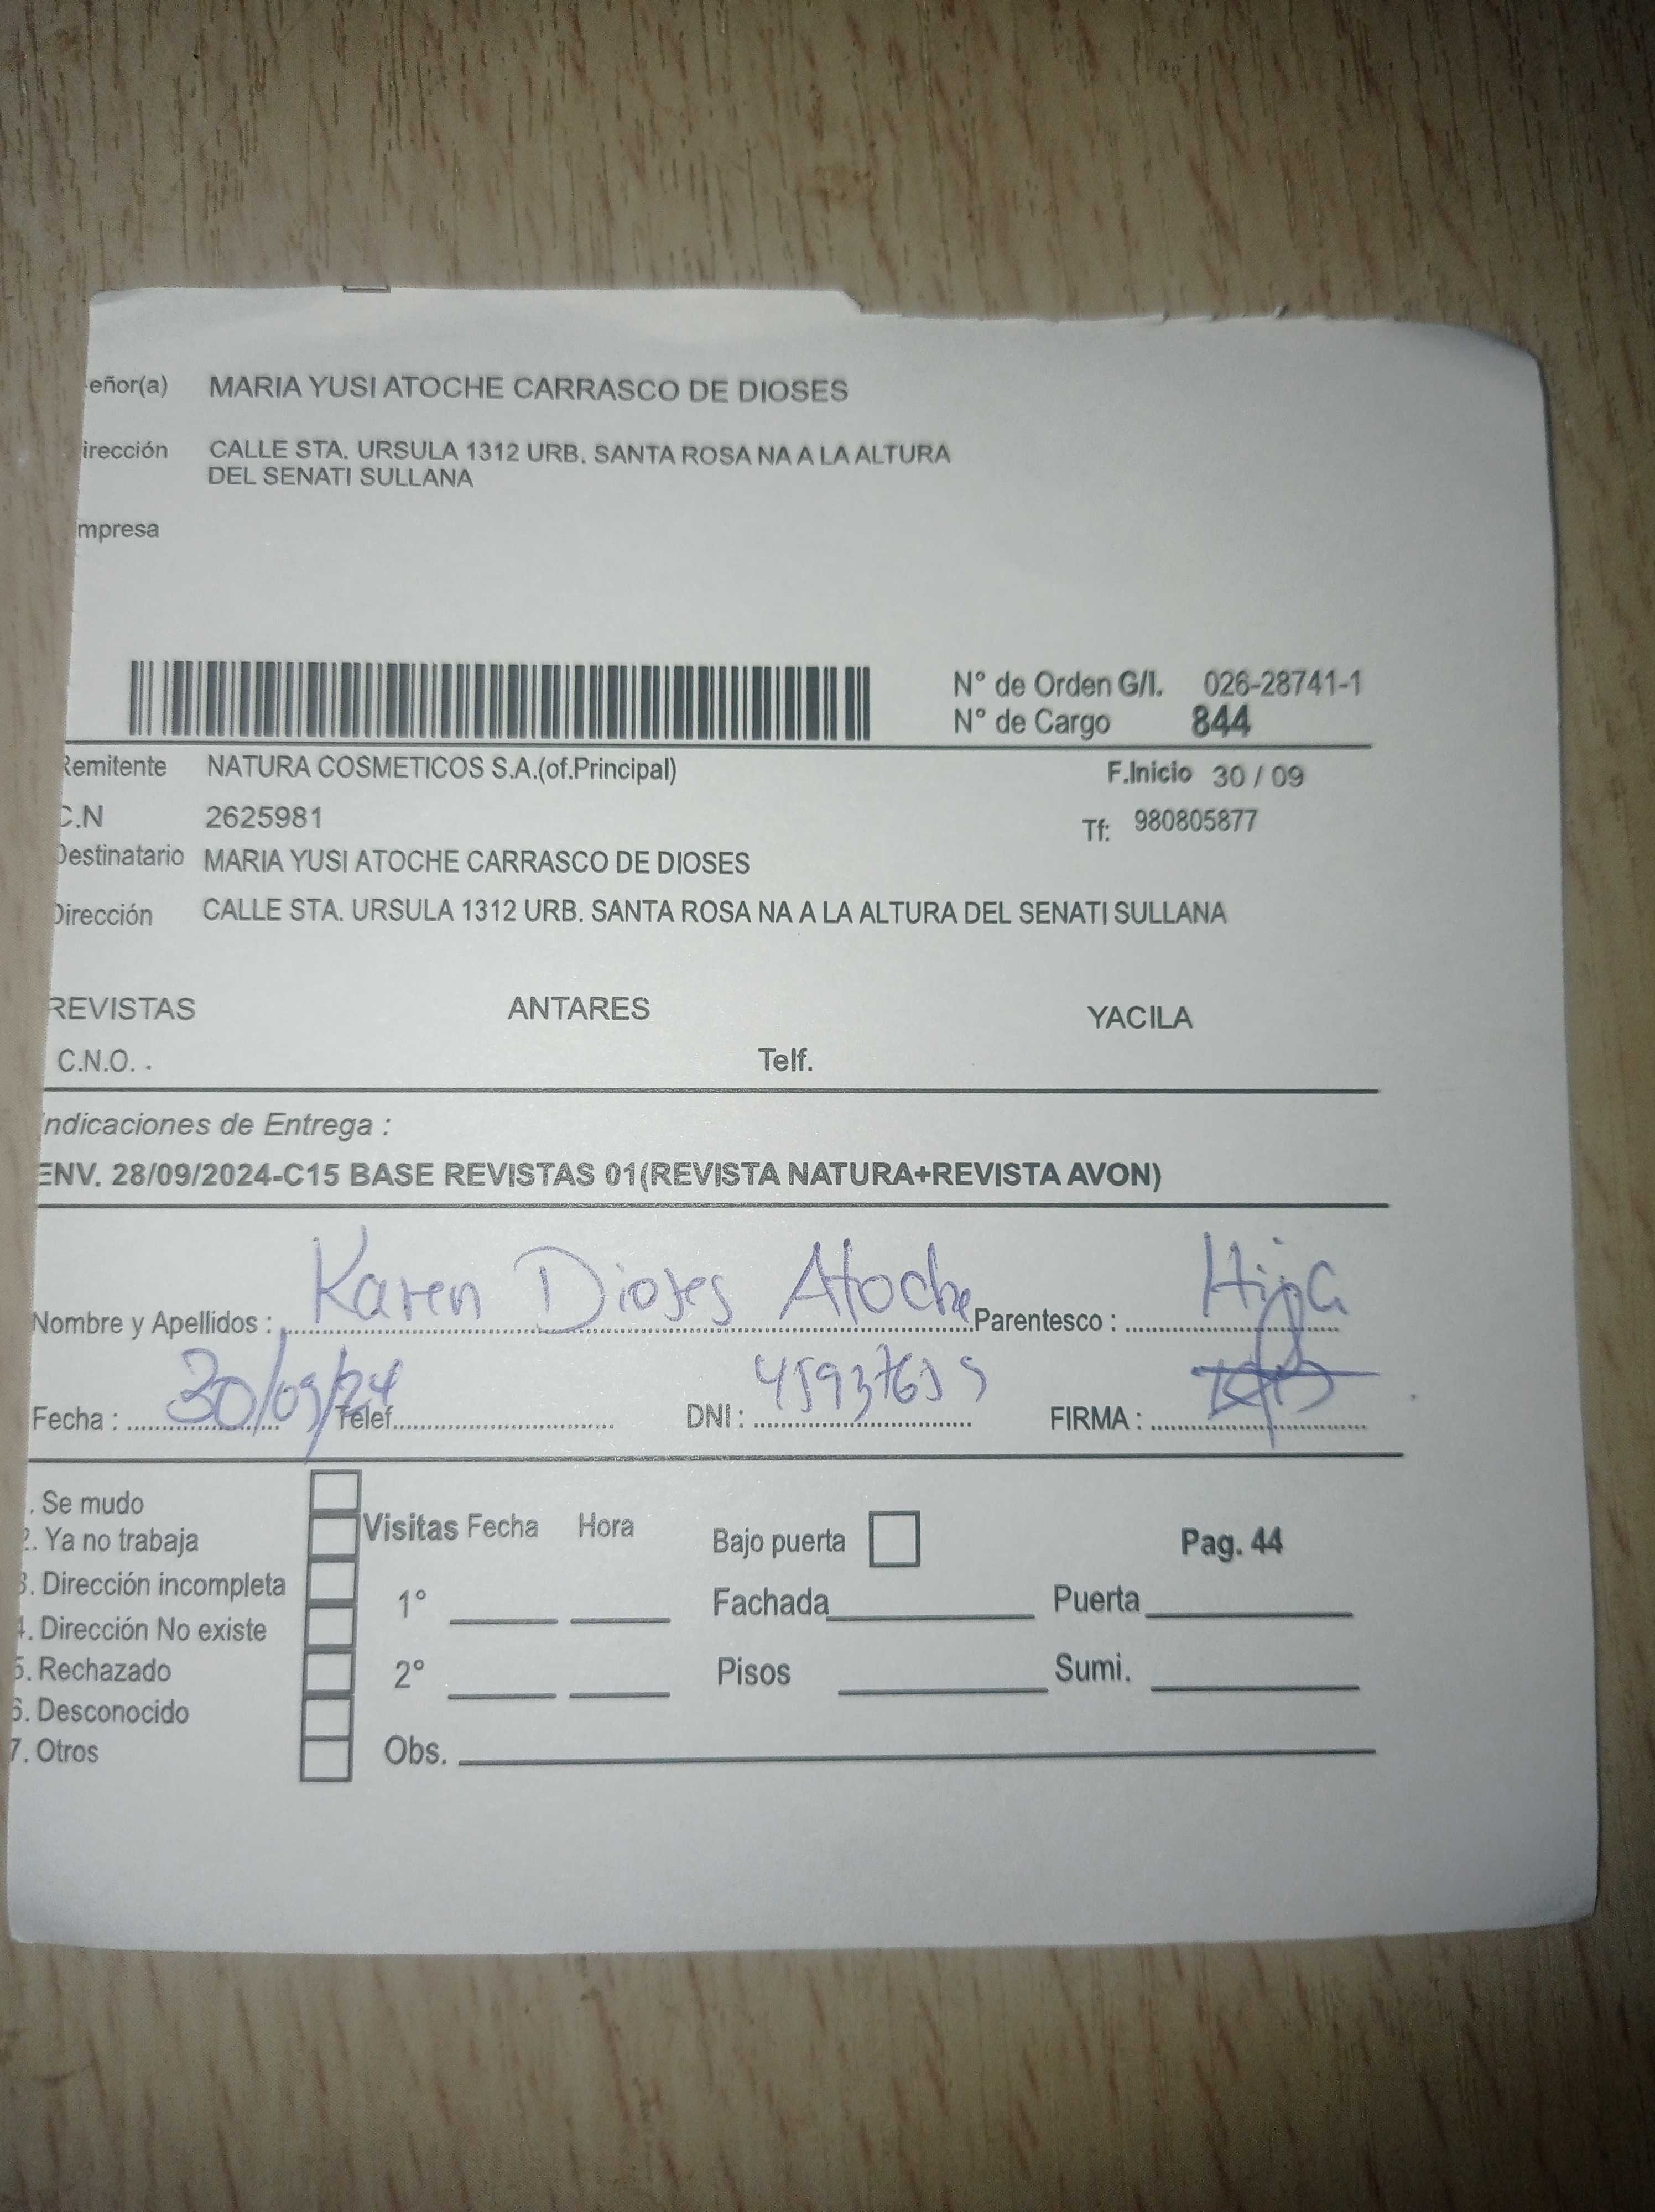 eñor(a) MARIA YUSI ATOCHE CARRASCO DE DIOSES
irección CALLE STA. URSULA 1312 URB. SANTA ROSA NA A LA ALTURA
DEL SENATI SULLANA
mpresa
N° de Orden G/I. 026-28741-1
N° de Cargo 844
Remitente NATURA COSMETICOS S.A.(of.Principal) F.Inicio 30 / 09
C.N 2625981 Tf: 980805877
Destinatario MARIA YUSI ATOCHE CARRASCO DE DIOSES
Dirección CALLE STA. URSULA 1312 URB. SANTA ROSA NA A LA ALTURA DEL SENATI SULLANA
REVISTAS ANTARES YACILA
C.N.O. . Telf.
Indicaciones de Entrega :
ENV. 28/09/2024-C15 BASE REVISTAS 01(REVISTA NATURA+REVISTA AVON)
Nombre y Apellidos : Karen Dioses Atoche Parentesco : Hija
Fecha : 30/09/24 Telef. DNI : FIRMA :
. Se mudo
2. Ya no trabaja Visitas Fecha Hora Bajo puerta Pag. 44
3. Dirección incompleta 1° Fachada Puerta
4. Dirección No existe
5. Rechazado 2° Pisos Sumi.
6. Desconocido
7. Otros Obs.